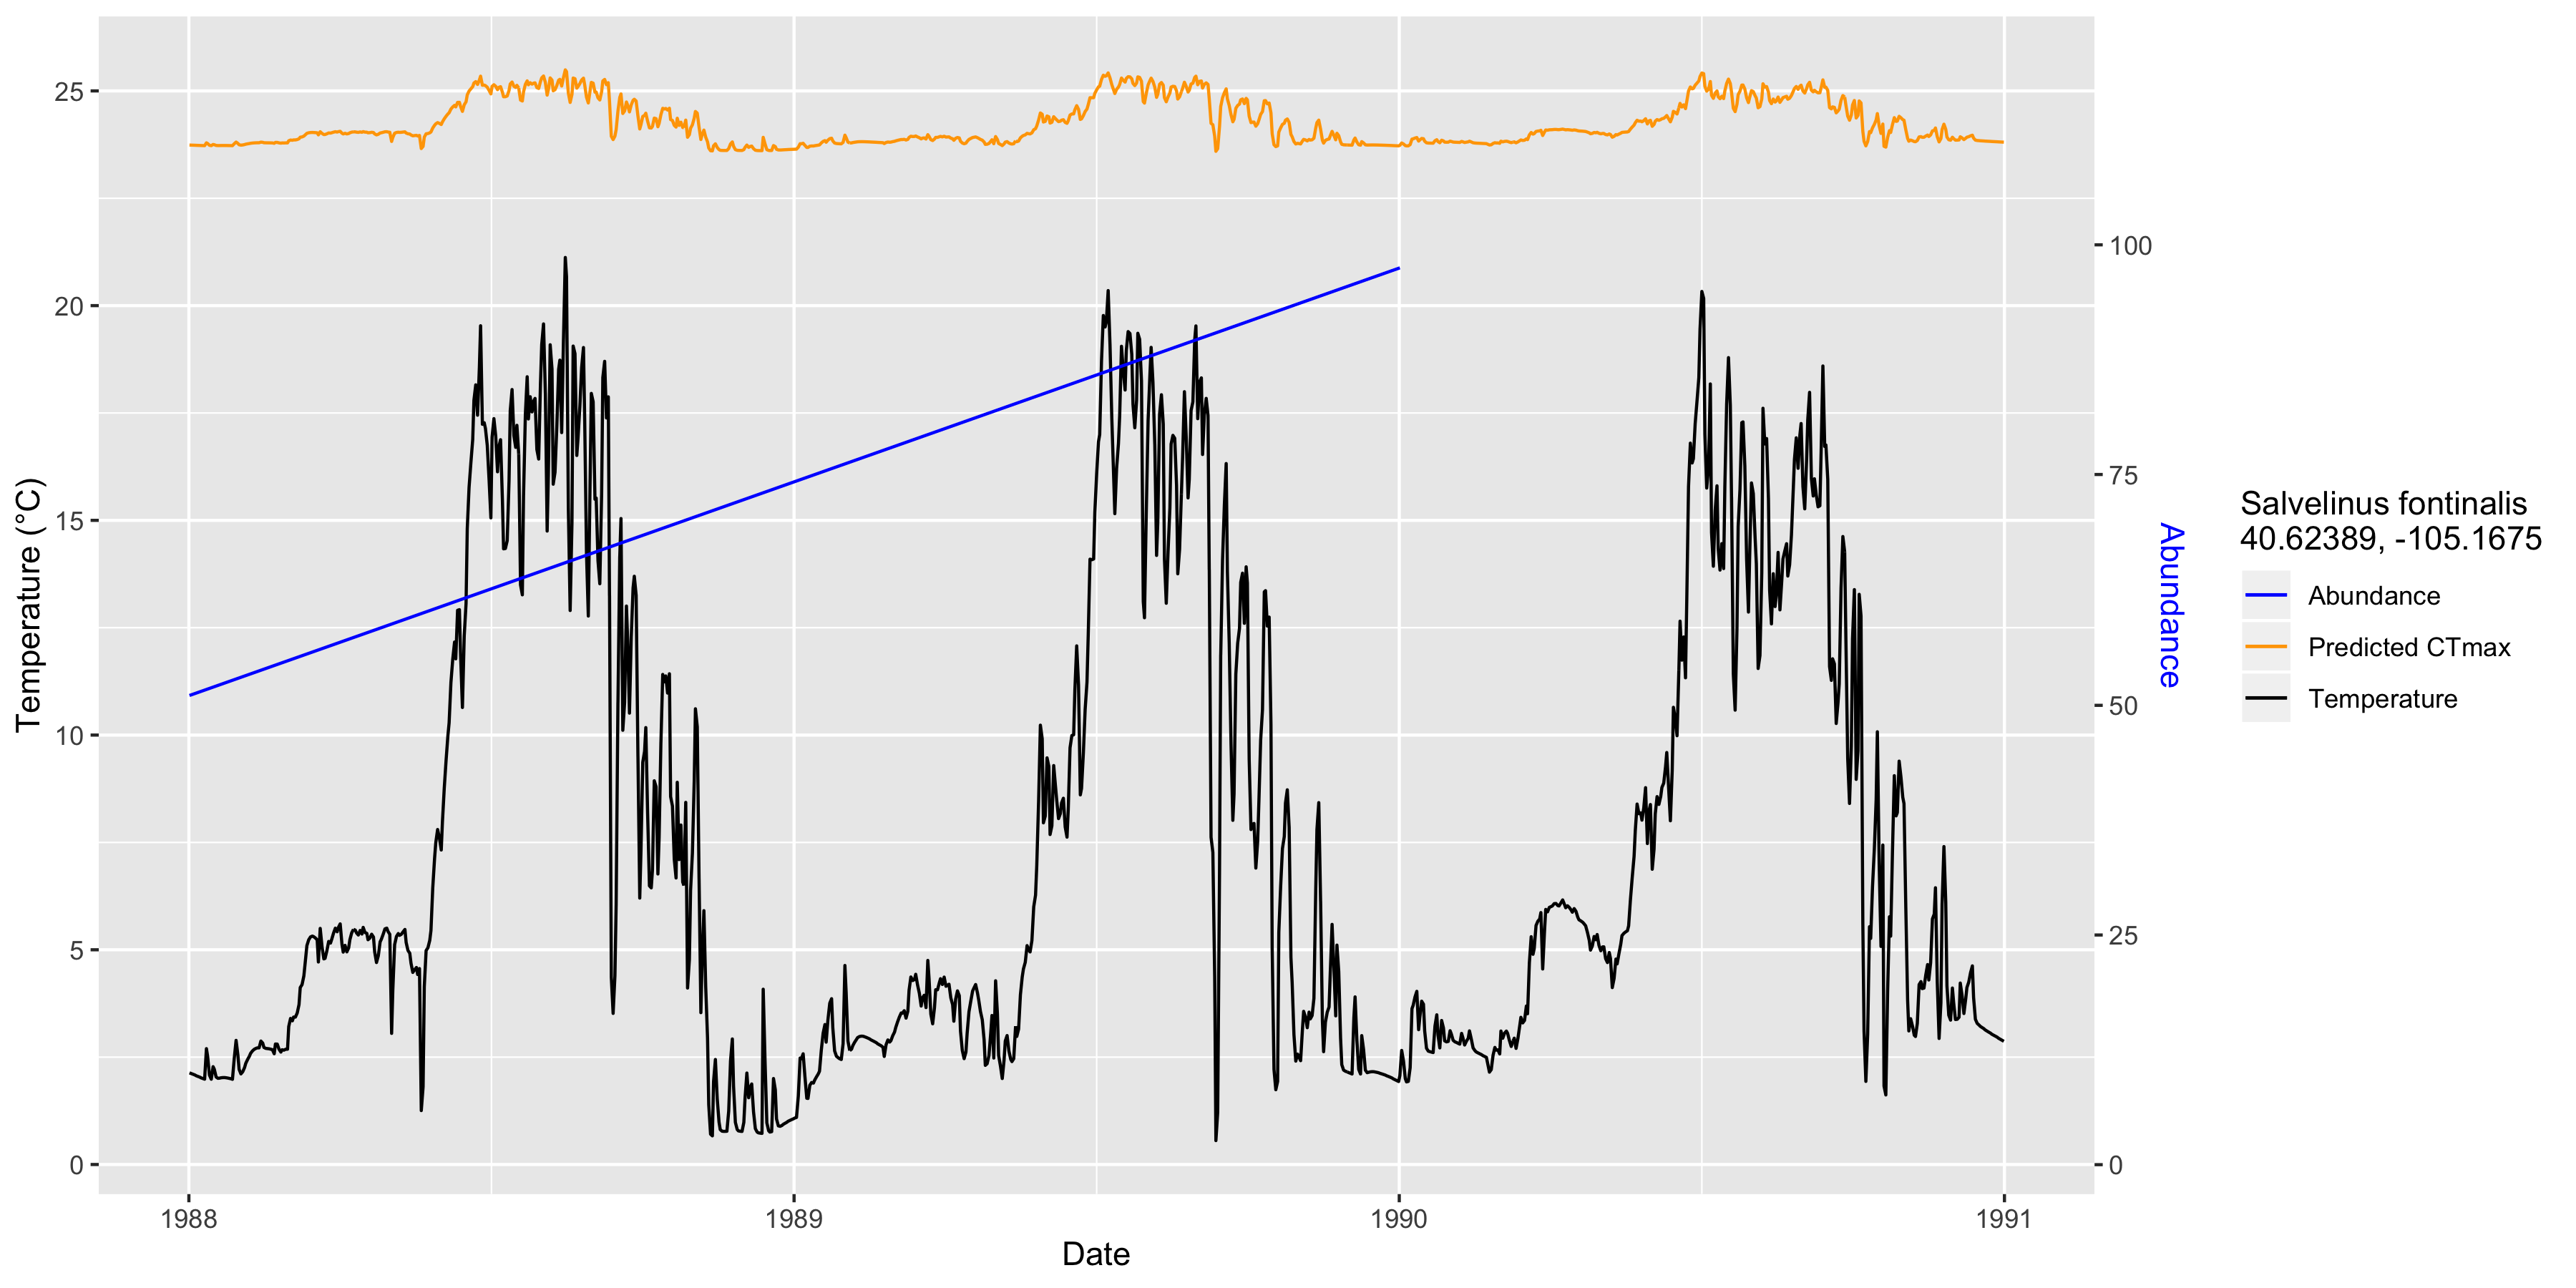 25
20
15
10
5
0
Temperature (°C)
1988
1989
1990
1991
Date
100
75
50
25
0
Abundance
Salvelinus fontinalis
40.62389, -105.1675
Abundance
Predicted CTmax
Temperature